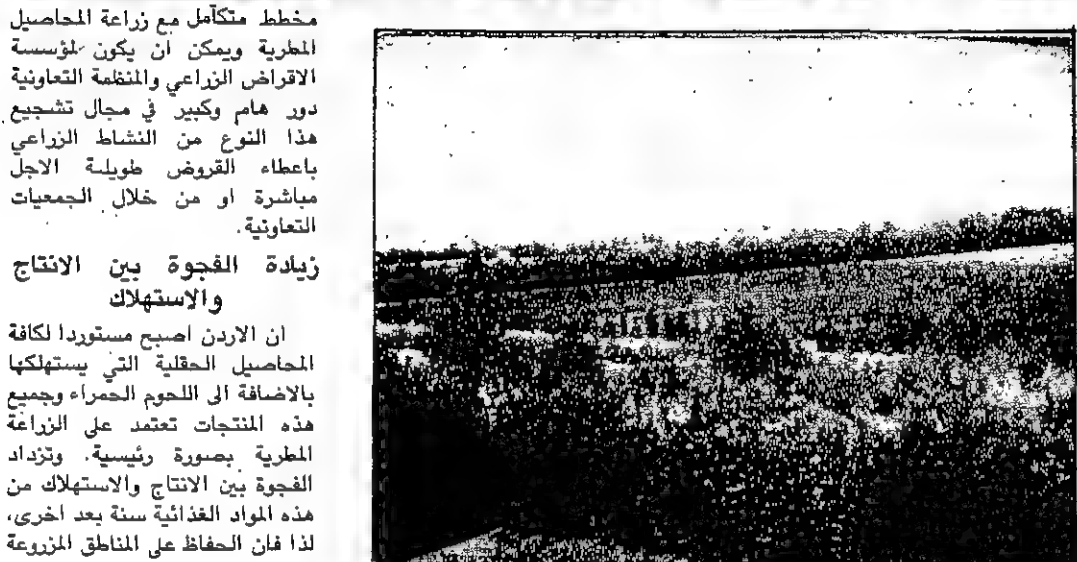 مخطط متكامل مع زراعة المحاصيل
المطرية ويمكن ان يكون لمؤسسة
الاقراض الزراعي والمنظمة التعاونية
دور هام وكبير في مجال تشجيع
هذا النوع من النشاط الزراعي
باعطاء القروض طويلة الاجل
مباشرة او من خلال الجمعيات
التعاونية.
زيادة الفجوة بين الانتاج
والاستهلاك
ان الاردن اصبح مستوردا لكافة
المحاصيل الحقلية التي يستهلكها
بالاضافة الى اللحوم الحمراء وجميع
هذه المنتجات تعتمد على الزراعة
المطرية بصورة رئيسية. وتزداد
الفجوة بين الانتاج والاستهلاك من
هذه المواد الغذائية سنة بعد اخرى،
لذا فان الحفاظ على المناطق المزروعة